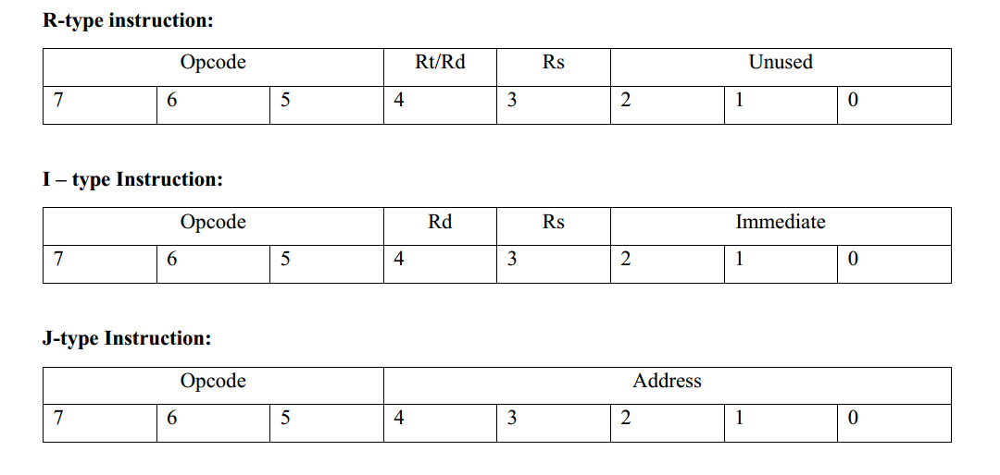 R-type instruction:
Opcode Rt/Rd Rs Unused
7 6 5 4 3 2 1 0
I – type Instruction:
Opcode Rd Rs Immediate
7 6 5 4 3 2 1 0
J-type Instruction:
Opcode Address
7 6 5 4 3 2 1 0